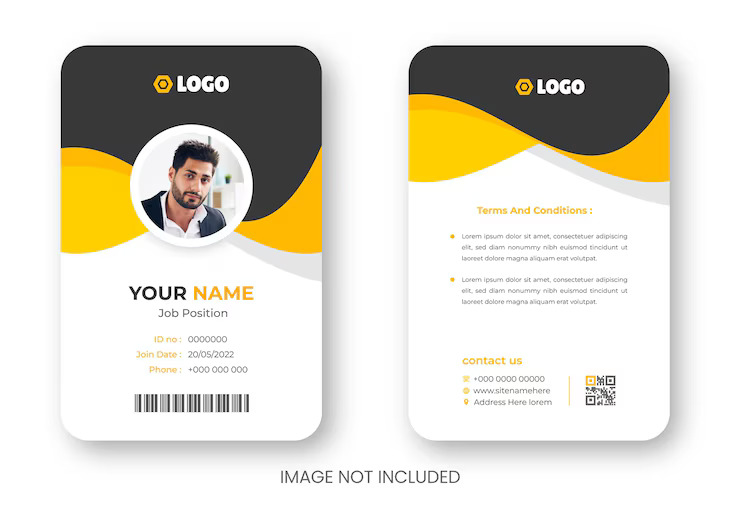 LOGO
YOUR NAME
Job Position
ID no : 0000000
Join Date : 20/05/2022
Phone : +000 000 000
LOGO
Terms And Conditions :
Lorem ipsum dolor sit amet, consectetuer adipiscing
elit, sed diam nonummy nibh euismod tincidunt ut
laoreet dolore magna aliquam erat volutpat.
Lorem ipsum dolor sit amet, consectetuer adipiscing
elit, sed diam nonummy nibh euismod tincidunt ut
laoreet dolore magna aliquam erat volutpat.
contact us
+000 0000 00000
www.sitenamehere
Address Here lorem
IMAGE NOT INCLUDED